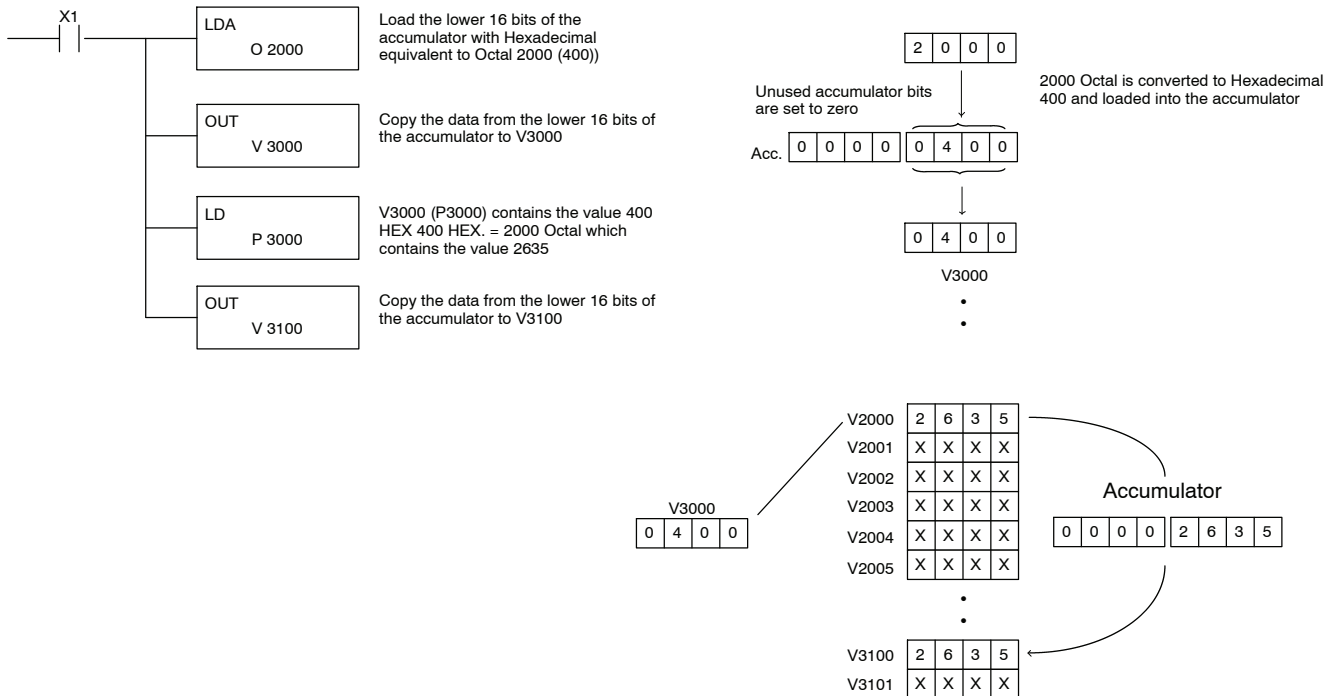 X1
LDA
O 2000
Load the lower 16 bits of the
accumulator with Hexadecimal
equivalent to Octal 2000 (400))
OUT
V 3000
Copy the data from the lower 16 bits of
the accumulator to V3000
LD
P 3000
V3000 (P3000) contains the value 400
HEX 400 HEX. = 2000 Octal which
contains the value 2635
OUT
V 3100
Copy the data from the lower 16 bits of
the accumulator to V3100
2 0 0 0
Unused accumulator bits
are set to zero
2000 Octal is converted to Hexadecimal
400 and loaded into the accumulator
Acc. 0 0 0 0 0 4 0 0
0 4 0 0
V3000
V3000
0 4 0 0
V2000 2 6 3 5
V2001 X X X X
V2002 X X X X
V2003 X X X X
V2004 X X X X
V2005 X X X X
Accumulator
0 0 0 0 2 6 3 5
V3100 2 6 3 5
V3101 X X X X